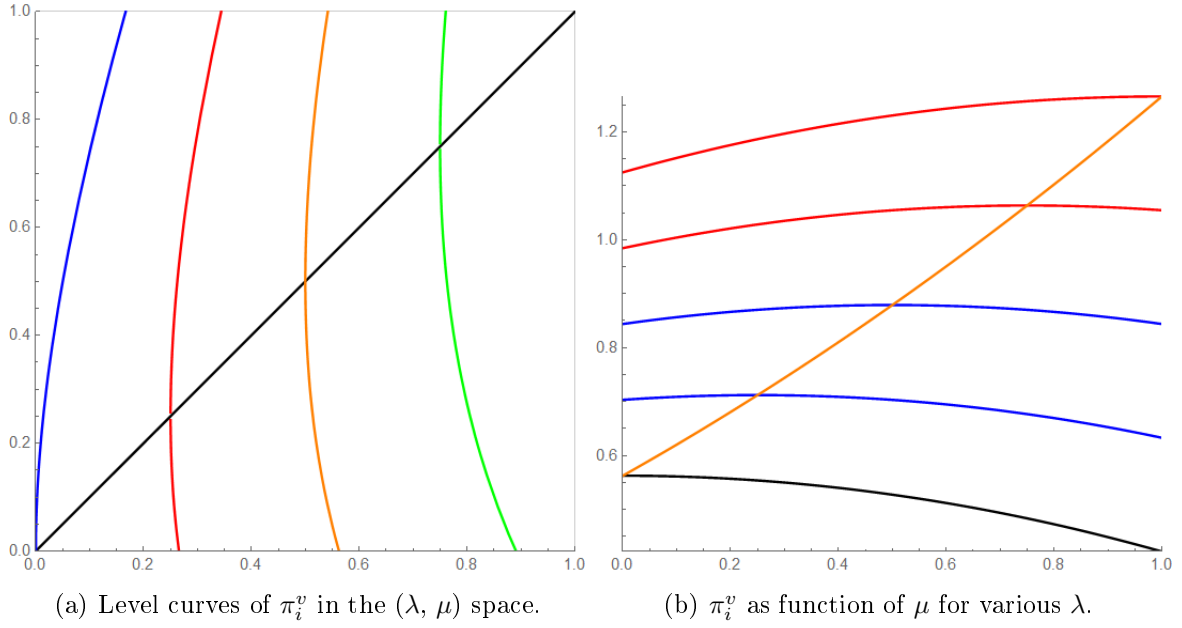 1.0
0.8
0.6
0.4
0.2
0.0
0.0 0.2 0.4 0.6 0.8 1.0
1.2
1.0
0.8
0.6
0.0 0.2 0.4 0.6 0.8 1.0
(a) Level curves of π_i^v in the (λ, μ) space.
(b) π_i^v as function of μ for various λ.